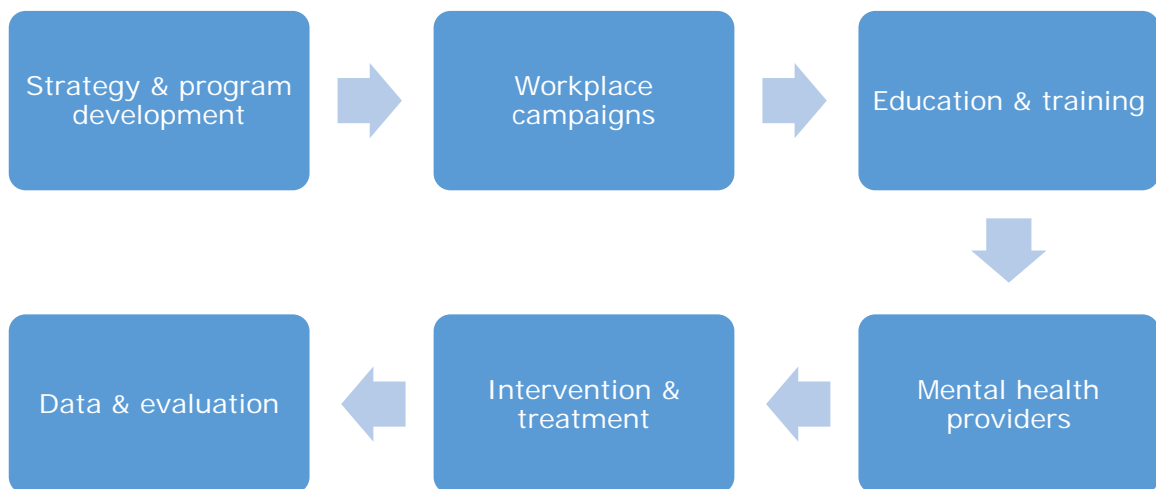 Strategy & program
development
Workplace
campaigns
Education & training
Mental health
providers
Intervention &
treatment
Data & evaluation